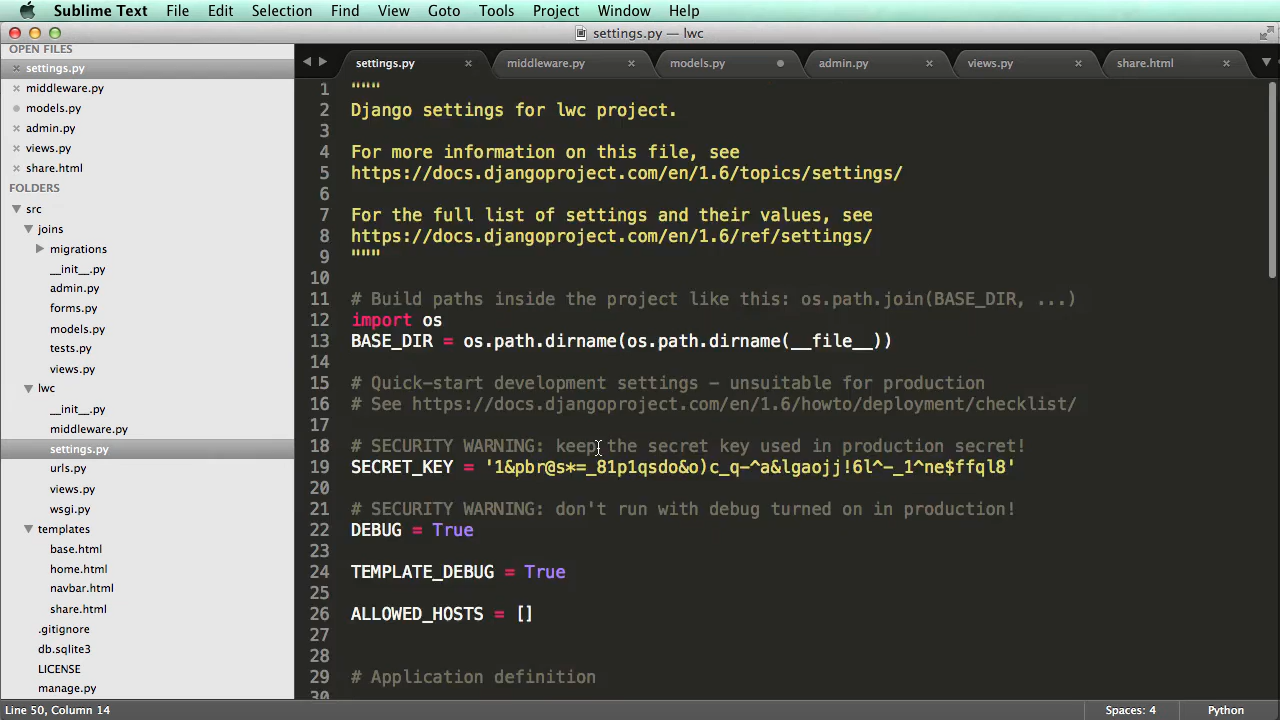 Sublime Text File Edit Selection Find View Goto Tools Project Window Help
settings.py — lwc
OPEN FILES
settings.py
middleware.py
models.py
admin.py
views.py
share.html
FOLDERS
src
joins
migrations
__init__.py
admin.py
forms.py
models.py
tests.py
views.py
lwc
__init__.py
middleware.py
settings.py
urls.py
views.py
wsgi.py
templates
base.html
home.html
navbar.html
share.html
.gitignore
db.sqlite3
LICENSE
manage.py
settings.py middleware.py models.py admin.py views.py share.html
1 """
2 Django settings for lwc project.
3
4 For more information on this file, see
5 https://docs.djangoproject.com/en/1.6/topics/settings/
6
7 For the full list of settings and their values, see
8 https://docs.djangoproject.com/en/1.6/ref/settings/
9 """
10
11 # Build paths inside the project like this: os.path.join(BASE_DIR, ...)
12 import os
13 BASE_DIR = os.path.dirname(os.path.dirname(__file__))
14
15 # Quick-start development settings - unsuitable for production
16 # See https://docs.djangoproject.com/en/1.6/howto/deployment/checklist/
17
18 # SECURITY WARNING: keep the secret key used in production secret!
19 SECRET_KEY = '1&pbr@s*=_81p1qsdo&o)c_q-^a&lgaojj!6l^-_1^ne$ffql8'
20
21 # SECURITY WARNING: don't run with debug turned on in production!
22 DEBUG = True
23
24 TEMPLATE_DEBUG = True
25
26 ALLOWED_HOSTS = []
27
28
29 # Application definition
30
Line 50, Column 14
Spaces: 4 Python